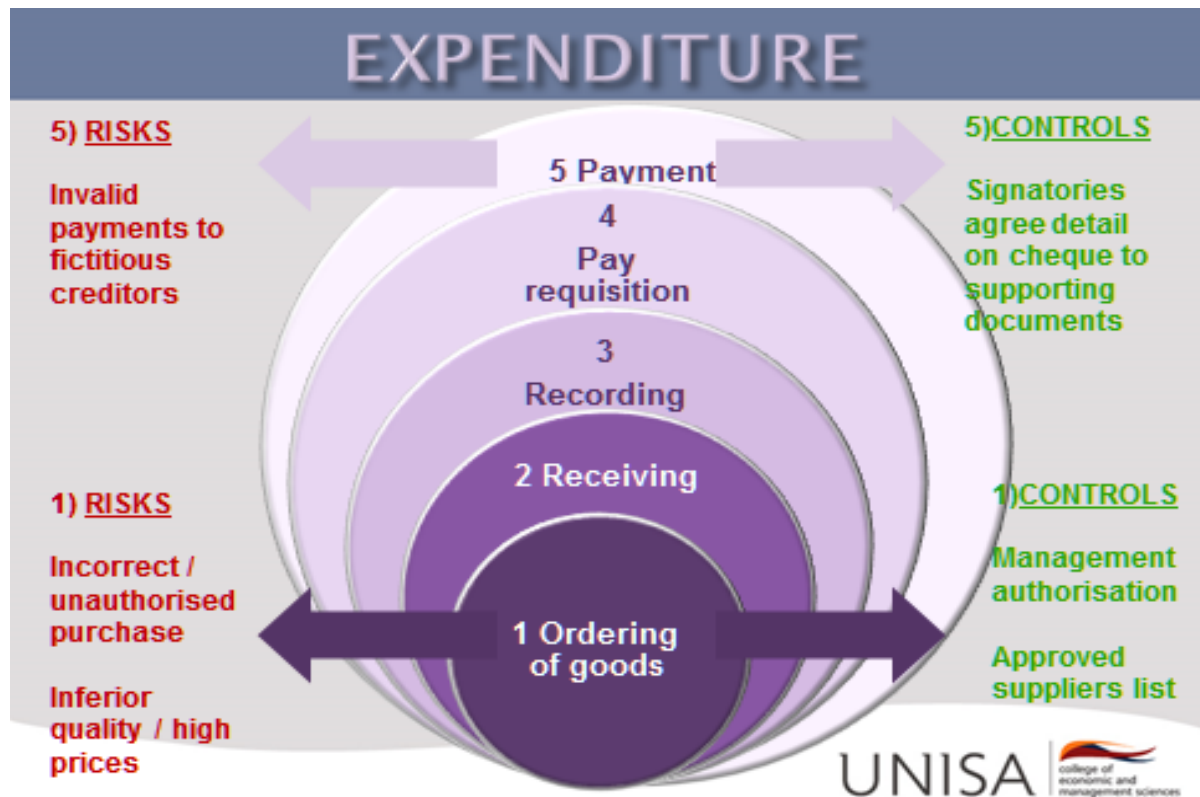 EXPENDITURE
5) RISKS
Invalid
payments to
fictitious
creditors
1) RISKS
Incorrect /
unauthorised
purchase
Inferior
quality / high
prices
5 Payment
4
Pay
requisition
3
Recording
2 Receiving
1 Ordering
of goods
5)CONTROLS
Signatories
agree detail
on cheque to
supporting
documents
1)CONTROLS
Management
authorisation
Approved
suppliers list
UNISA
college of
economic and
management sciences